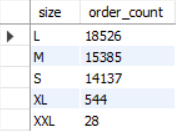 size order_count
L 18526
M 15385
S 14137
XL 544
XXL 28